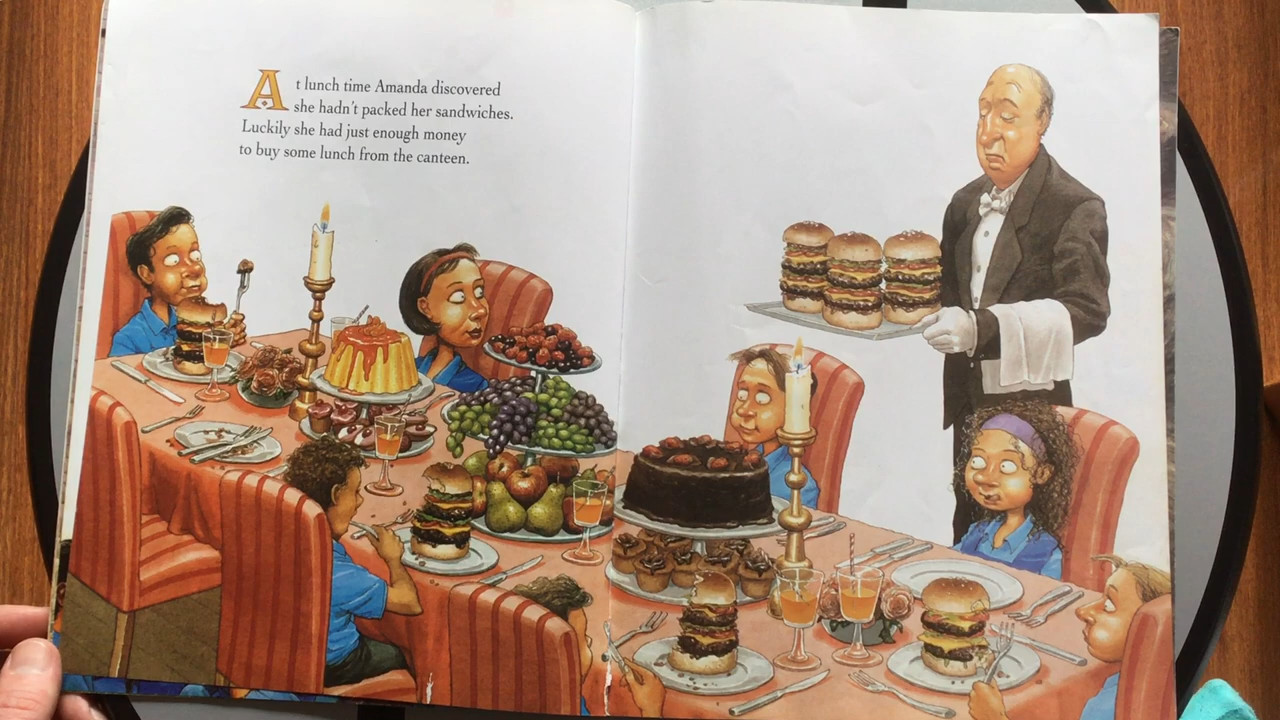 At lunch time Amanda discovered
she hadn't packed her sandwiches.
Luckily she had just enough money
to buy some lunch from the canteen.